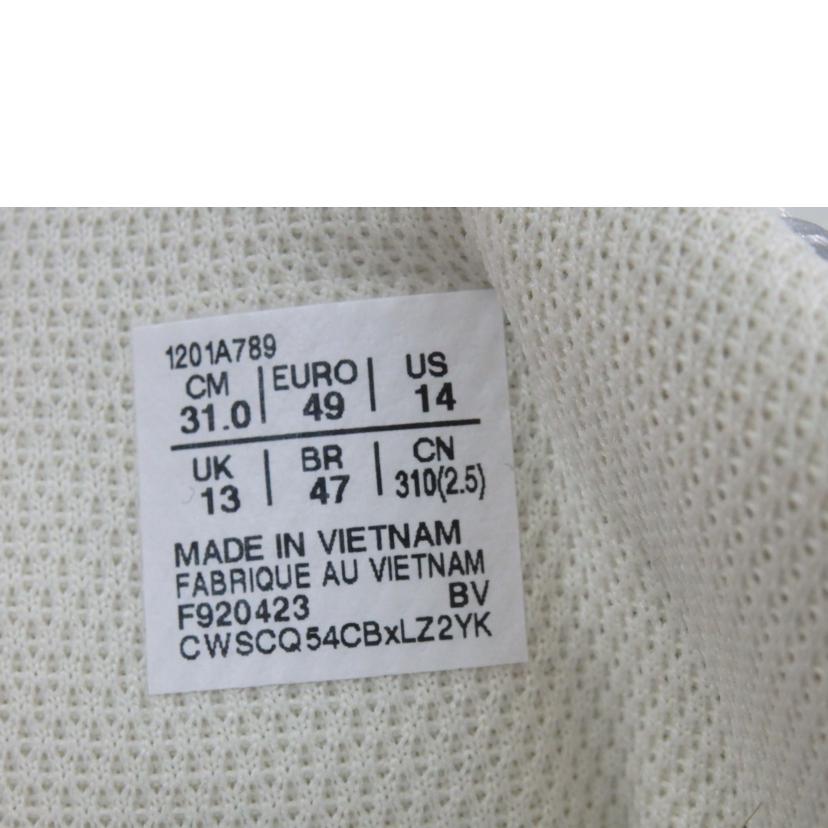 1201A789
CM | EURO | US
31.0 | 49 | 14
UK | BR | CN
13 | 47 | 310(2.5)
MADE IN VIETNAM
FABRIQUE AU VIETNAM
F920423 BV
CWSCQ54CBxLZ2YK